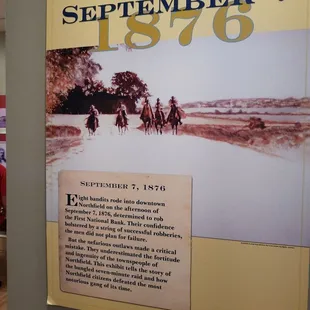 SEPTEMBER 7,
1876
SEPTEMBER 7, 1876
Eight bandits rode into downtown
Northfield on the afternoon of
September 7, 1876, determined to rob
the First National Bank. Their confidence
bolstered by a string of successful robberies,
the men did not plan for failure.
But the nefarious outlaws made a critical
mistake. They underestimated the fortitude
and ingenuity of the townspeople of
Northfield. This exhibit tells the story of
the bungled seven-minute raid and how
Northfield citizens defeated the most
notorious gang of its time.